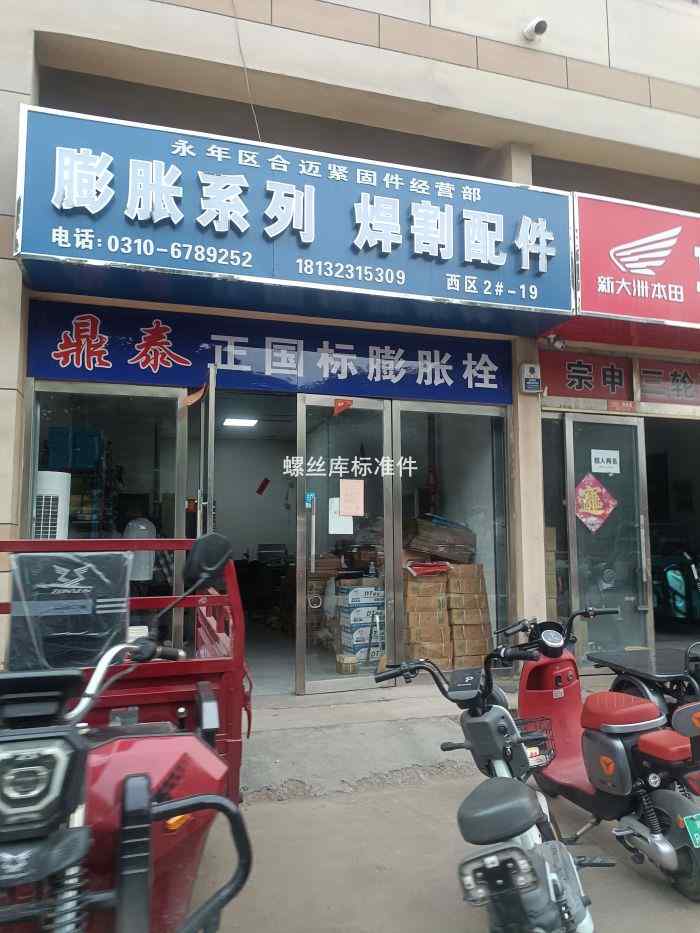 永年区合迈紧固件经营部
膨胀系列 焊割配件
电话:0310-6789252 18132315309 西区2#-19
新大洲本田
鼎泰 正国标膨胀栓
宗申 三轮
螺丝库标准件